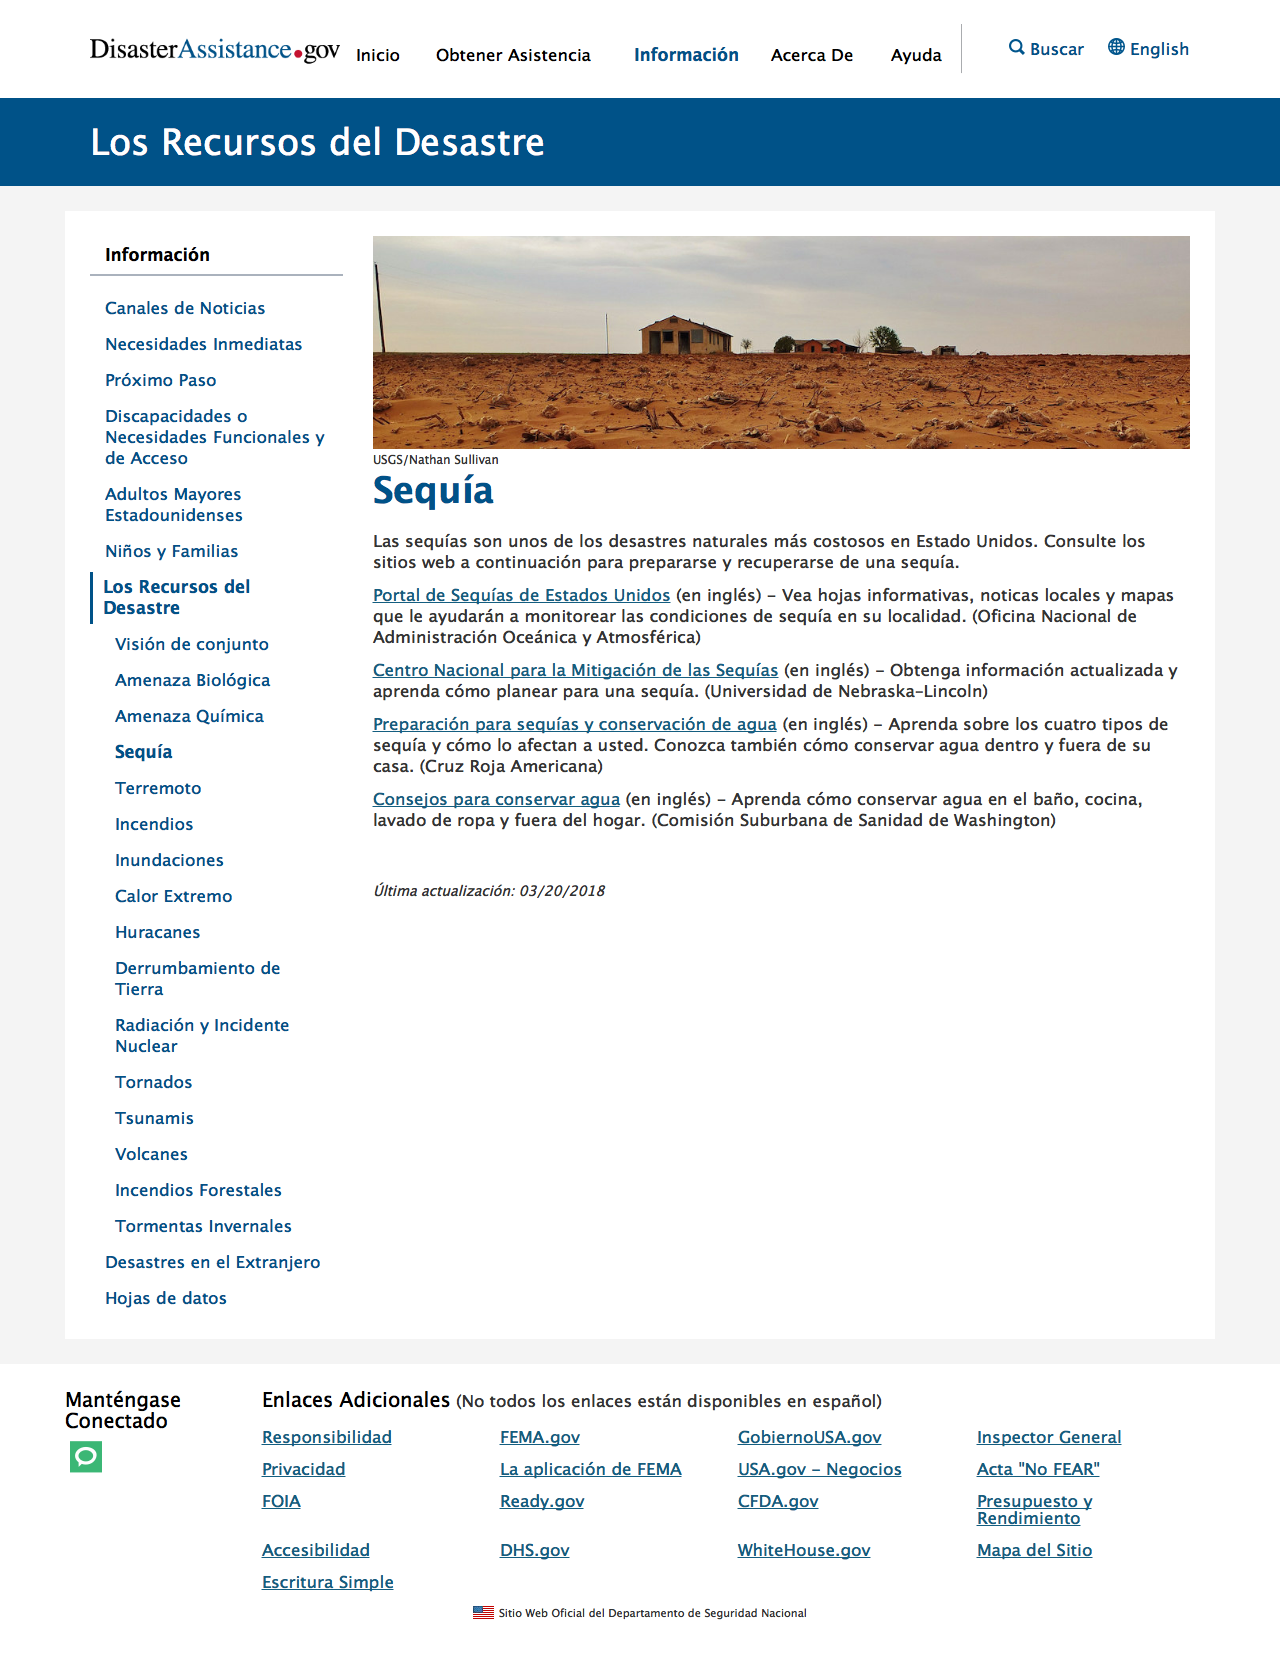 DisasterAssistance.gov
Inicio
Obtener Asistencia
Información
Acerca De
Ayuda
Buscar
English
Los Recursos del Desastre
Información
Canales de Noticias
Necesidades Inmediatas
Próximo Paso
Discapacidades o
Necesidades Funcionales y
de Acceso
Adultos Mayores
Estadounidenses
Niños y Familias
Los Recursos del
Desastre
Visión de conjunto
Amenaza Biológica
Amenaza Química
Sequía
Terremoto
Incendios
Inundaciones
Calor Extremo
Huracanes
Derrumbamiento de
Tierra
Radiación y Incidente
Nuclear
Tornados
Tsunamis
Volcanes
Incendios Forestales
Tormentas Invernales
Desastres en el Extranjero
Hojas de datos
USGS/Nathan Sullivan
Sequía
Las sequías son unos de los desastres naturales más costosos en Estado Unidos. Consulte los
sitios web a continuación para prepararse y recuperarse de una sequía.
Portal de Sequías de Estados Unidos (en inglés) – Vea hojas informativas, noticas locales y mapas
que le ayudarán a monitorear las condiciones de sequía en su localidad. (Oficina Nacional de
Administración Oceánica y Atmosférica)
Centro Nacional para la Mitigación de las Sequías (en inglés) – Obtenga información actualizada y
aprenda cómo planear para una sequía. (Universidad de Nebraska-Lincoln)
Preparación para sequías y conservación de agua (en inglés) – Aprenda sobre los cuatro tipos de
sequía y cómo lo afectan a usted. Conozca también cómo conservar agua dentro y fuera de su
casa. (Cruz Roja Americana)
Consejos para conservar agua (en inglés) – Aprenda cómo conservar agua en el baño, cocina,
lavado de ropa y fuera del hogar. (Comisión Suburbana de Sanidad de Washington)
Última actualización: 03/20/2018
Manténgase
Conectado
Enlaces Adicionales (No todos los enlaces están disponibles en español)
Responsibilidad
FEMA.gov
GobiernoUSA.gov
Inspector General
Privacidad
La aplicación de FEMA
USA.gov – Negocios
Acta "No FEAR"
FOIA
Ready.gov
CFDA.gov
Presupuesto y
Rendimiento
Accesibilidad
DHS.gov
WhiteHouse.gov
Mapa del Sitio
Escritura Simple
Sitio Web Oficial del Departamento de Seguridad Nacional